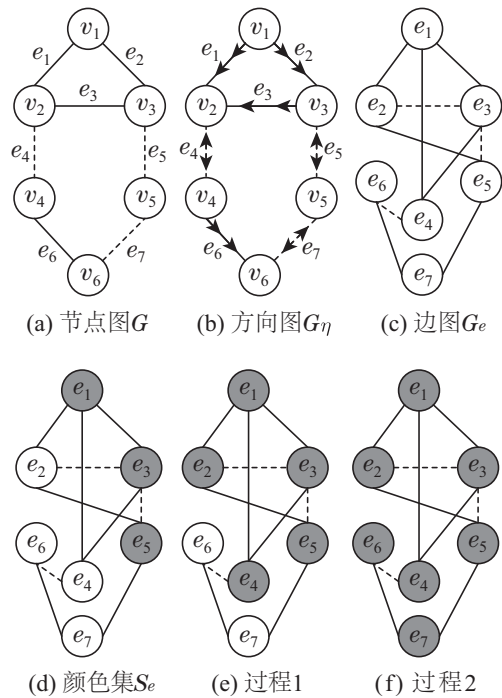 v1
e1 e2
v2 e3 v3
e4 e5
v4 v5
e6 e7
v6
(a) 节点图G
v1
e1 e2
v2 e3 v3
e4 e5
v4 v5
e6 e7
v6
(b) 方向图Gη
e1
e2 e3
e6 e5
e4
e7
(c) 边图Ge
e1
e2 e3
e6 e5
e4
e7
(d) 颜色集Se
e1
e2 e3
e6 e5
e4
e7
(e) 过程1
e1
e2 e3
e6 e5
e4
e7
(f) 过程2